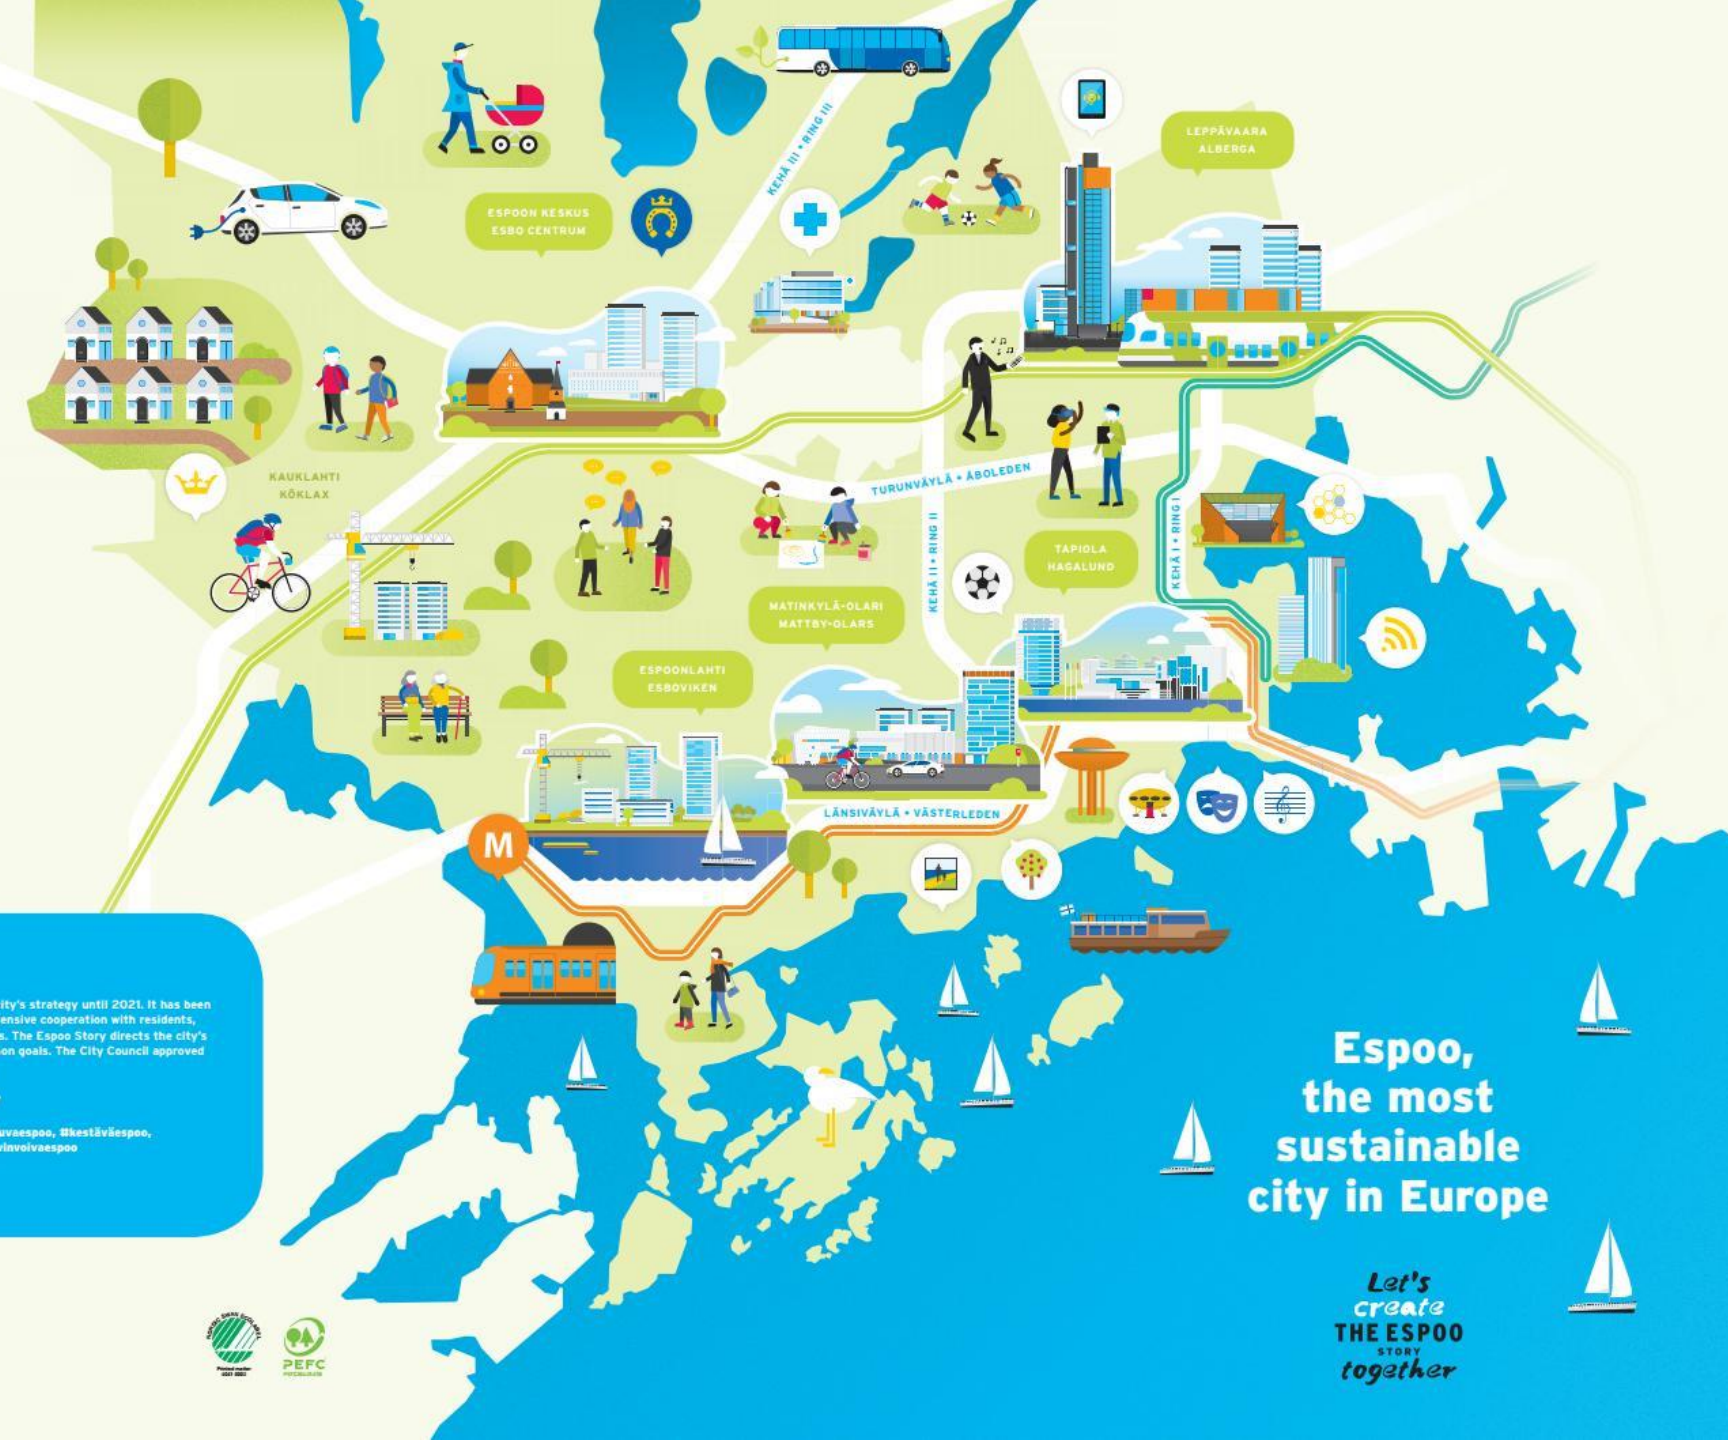 KEHÄ III • RING III
LEPPÄVAARA
ALBERGA
ESPOON KESKUS
ESBO CENTRUM
KAUKLAHTI
KÖKLAX
TURUNVÄYLÄ • ÅBOLEDEN
KEHÄ II • RING II
KEHÄ I • RING I
TAPIOLA
HAGALUND
MATINKYLÄ-OLARI
MATTBY-OLARS
ESPOONLAHTI
ESBOVIKEN
LÄNSIVÄYLÄ • VÄSTERLEDEN
M
ity's strategy until 2021. It has been
ensive cooperation with residents,
s. The Espoo Story directs the city's
on goals. The City Council approved
uvaespoo, #kestäväespoo,
invoivaespoo
Espoo,
the most
sustainable
city in Europe
Let's
create
THE ESPOO
STORY
together
PEFC